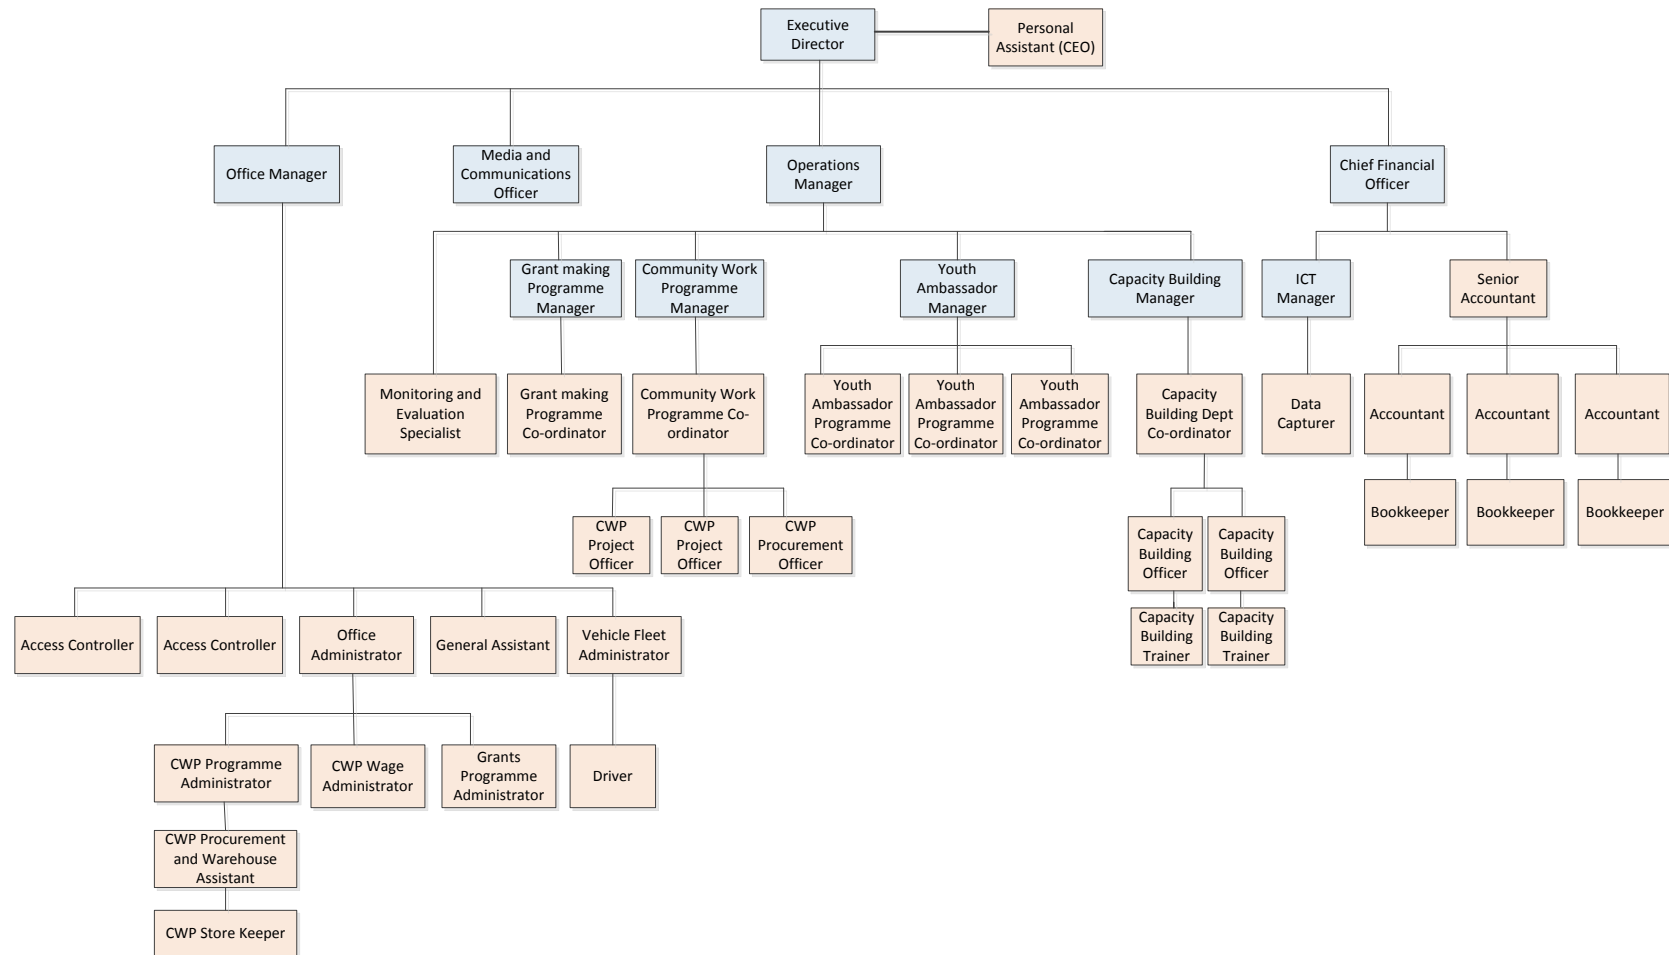 Executive
Director
Personal
Assistant (CEO)
Office Manager
Media and
Communications
Officer
Operations
Manager
Chief Financial
Officer
Grant making
Programme
Manager
Community Work
Programme
Manager
Youth
Ambassador
Manager
Capacity Building
Manager
ICT
Manager
Senior
Accountant
Monitoring and
Evaluation
Specialist
Grant making
Programme
Co-ordinator
Community Work
Programme Co-
ordinator
Youth
Ambassador
Programme
Co-ordinator
Youth
Ambassador
Programme
Co-ordinator
Youth
Ambassador
Programme
Co-ordinator
Capacity
Building Dept
Co-ordinator
Data
Capturer
Accountant
Accountant
Accountant
Bookkeeper
Bookkeeper
Bookkeeper
CWP
Project
Officer
CWP
Project
Officer
CWP
Procurement
Officer
Capacity
Building
Officer
Capacity
Building
Officer
Capacity
Building
Trainer
Capacity
Building
Trainer
Access Controller
Access Controller
Office
Administrator
General Assistant
Vehicle Fleet
Administrator
CWP Programme
Administrator
CWP Wage
Administrator
Grants
Programme
Administrator
Driver
CWP Procurement
and Warehouse
Assistant
CWP Store Keeper